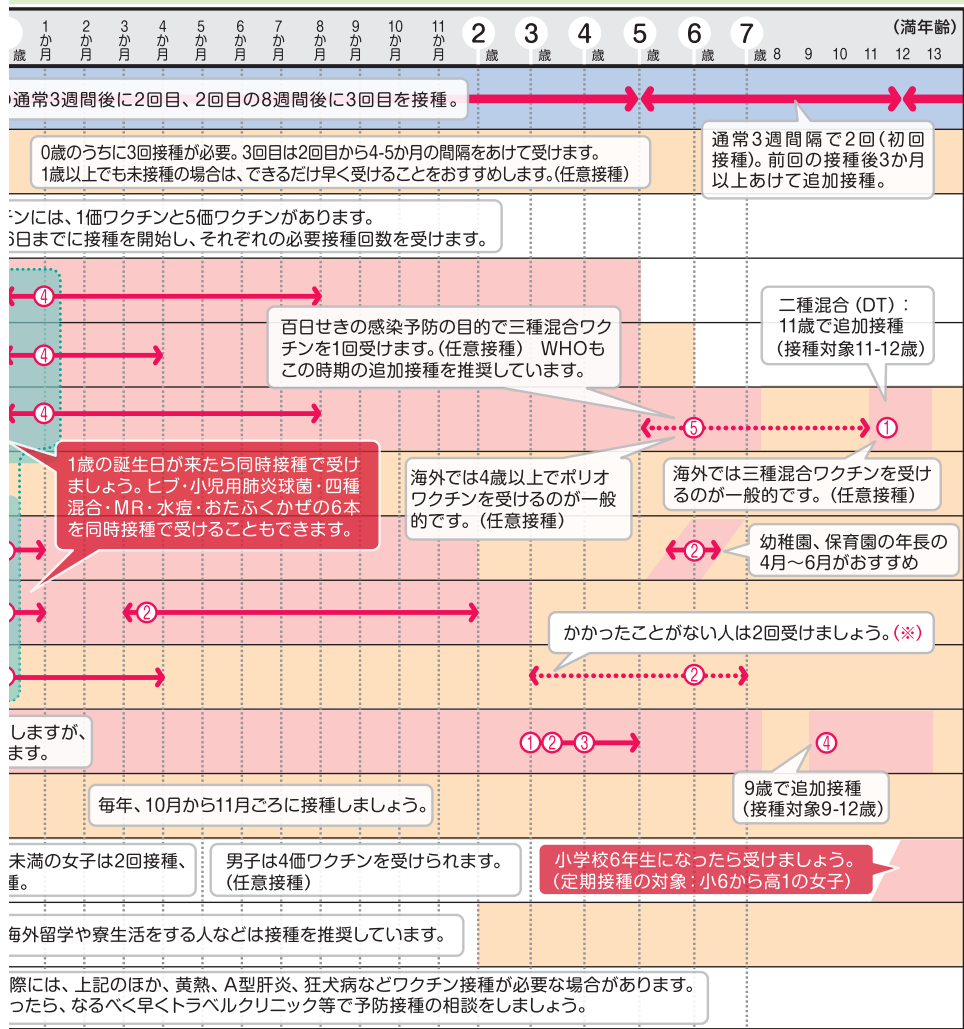 歳 1か月 2か月 3か月 4か月 5か月 6か月 7か月 8か月 9か月 10か月 11か月 2歳 3歳 4歳 5歳 6歳 7歳 8 9 10 11 12 13
(満年齢)
通常3週間後に2回目、2回目の8週間後に3回目を接種。
通常3週間隔で2回(初回
接種)。前回の接種後3か月
以上あけて追加接種。
0歳のうちに3回接種が必要。3回目は2回目から4-5か月の間隔をあけて受けます。
1歳以上でも未接種の場合は、できるだけ早く受けることをおすすめします。(任意接種)
チンには、1価ワクチンと5価ワクチンがあります。
6日までに接種を開始し、それぞれの必要接種回数を受けます。
④
二種混合(DT):
11歳で追加接種
(接種対象11-12歳)
百日せきの感染予防の目的で三種混合ワク
チンを1回受けます。(任意接種) WHOも
この時期の追加接種を推奨しています。
④
④
⑤
①
1歳の誕生日が来たら同時接種で受け
ましょう。ヒブ・小児用肺炎球菌・四種
混合・MR・水痘・おたふくかぜの6本
を同時接種で受けることもできます。
海外では4歳以上でポリオ
ワクチンを受けるのが一般
的です。(任意接種)
海外では三種混合ワクチンを受け
るのが一般的です。(任意接種)
②
幼稚園、保育園の年長の
4月〜6月がおすすめ
②
かかったことがない人は2回受けましょう。(※)
②
しますが、
ます。
① ② ③
④
9歳で追加接種
(接種対象9-12歳)
毎年、10月から11月ごろに接種しましょう。
未満の女子は2回接種、
種。
男子は4価ワクチンを受けられます。
(任意接種)
小学校6年生になったら受けましょう。
(定期接種の対象:小6から高1の女子)
海外留学や寮生活をする人などは接種を推奨しています。
際には、上記のほか、黄熱、A型肝炎、狂犬病などワクチン接種が必要な場合があります。
ったら、なるべく早くトラベルクリニック等で予防接種の相談をしましょう。